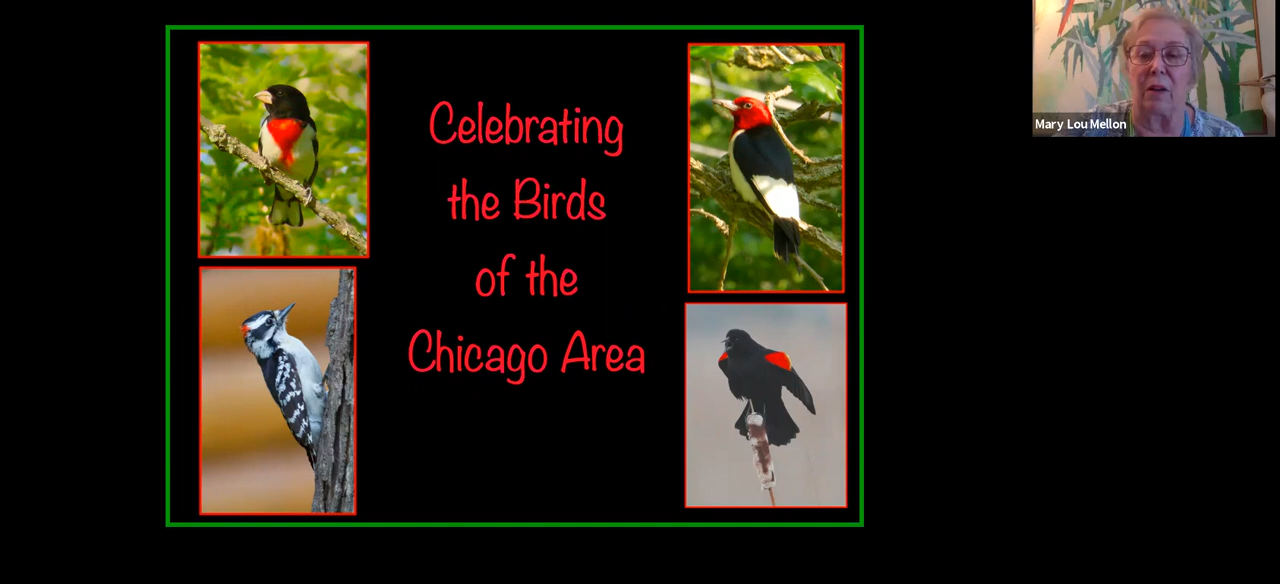 Celebrating
the Birds
of the
Chicago Area
Mary Lou Mellon